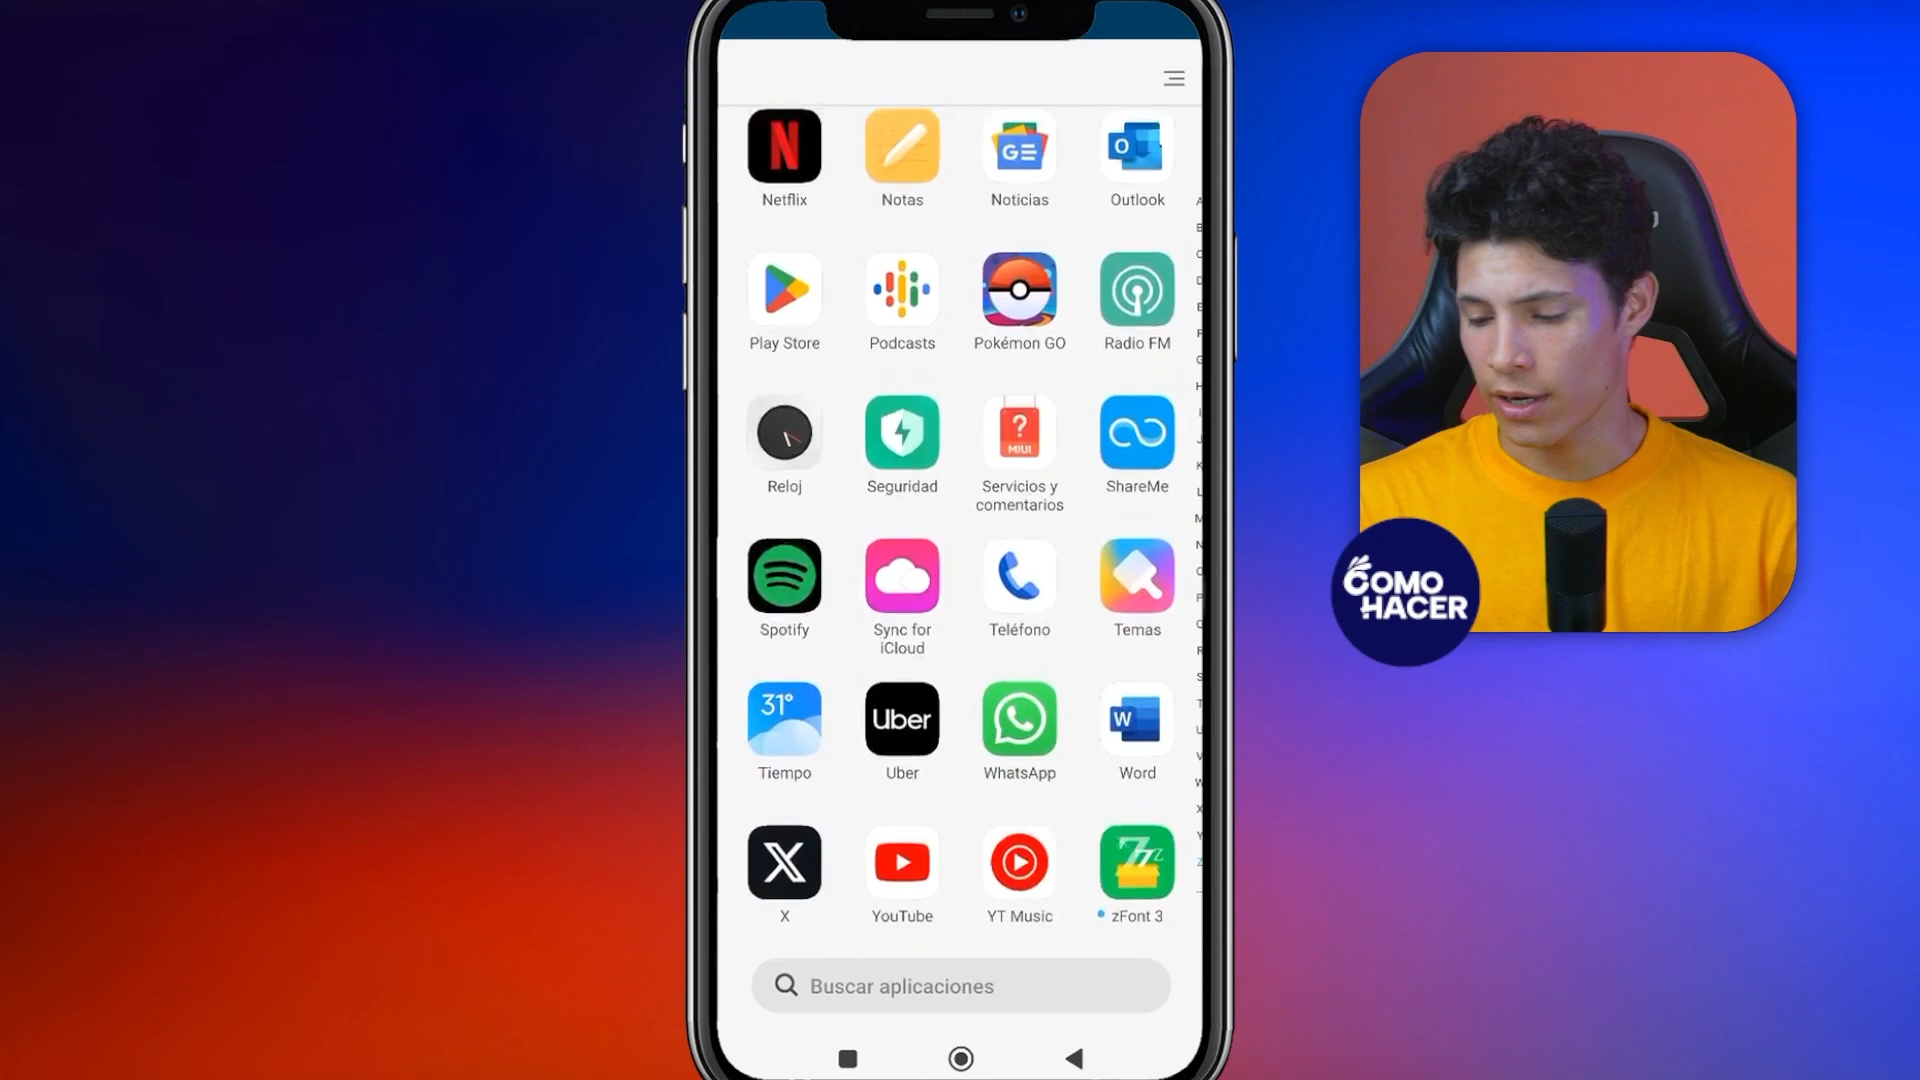 Netflix
Notas
Noticias
Outlook
Play Store
Podcasts
Pokémon GO
Radio FM
Reloj
Seguridad
MIUI
Servicios y
comentarios
ShareMe
Spotify
Sync for
iCloud
Teléfono
Temas
31°
Tiempo
Uber
Uber
WhatsApp
W
Word
X
YouTube
YT Music
zFont 3
Buscar aplicaciones
COMO
HACER